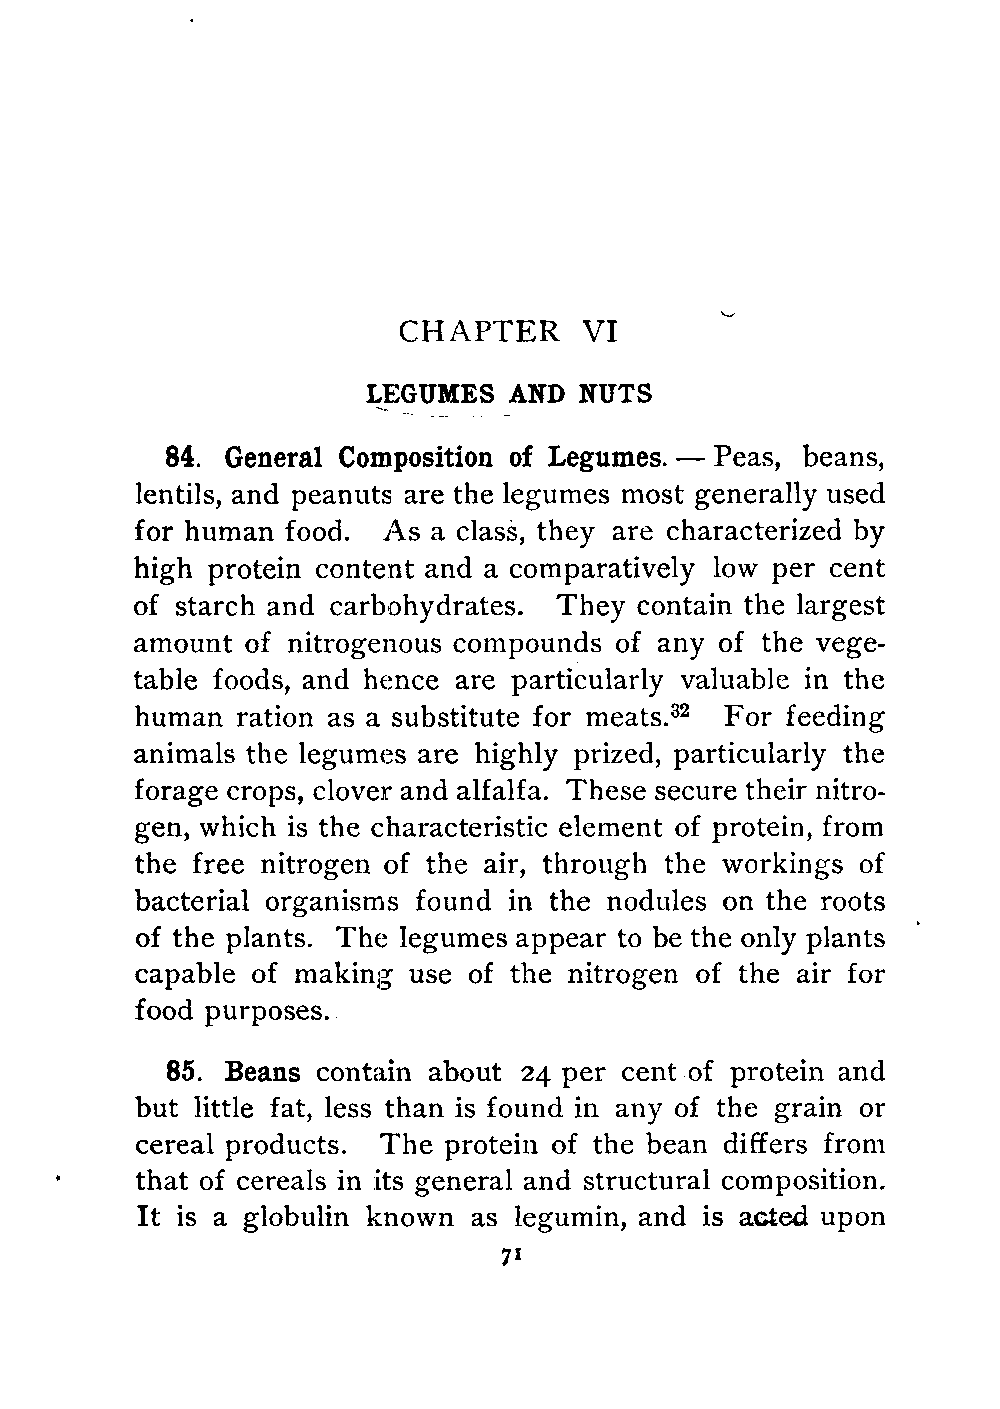 CHAPTER VI
LEGUMES AND NUTS
84. General Composition of Legumes. — Peas, beans,
lentils, and peanuts are the legumes most generally used
for human food. As a class, they are characterized by
high protein content and a comparatively low per cent
of starch and carbohydrates. They contain the largest
amount of nitrogenous compounds of any of the vege-
table foods, and hence are particularly valuable in the
human ration as a substitute for meats.³² For feeding
animals the legumes are highly prized, particularly the
forage crops, clover and alfalfa. These secure their nitro-
gen, which is the characteristic element of protein, from
the free nitrogen of the air, through the workings of
bacterial organisms found in the nodules on the roots
of the plants. The legumes appear to be the only plants
capable of making use of the nitrogen of the air for
food purposes.
85. Beans contain about 24 per cent of protein and
but little fat, less than is found in any of the grain or
cereal products. The protein of the bean differs from
that of cereals in its general and structural composition.
It is a globulin known as legumin, and is acted upon
71